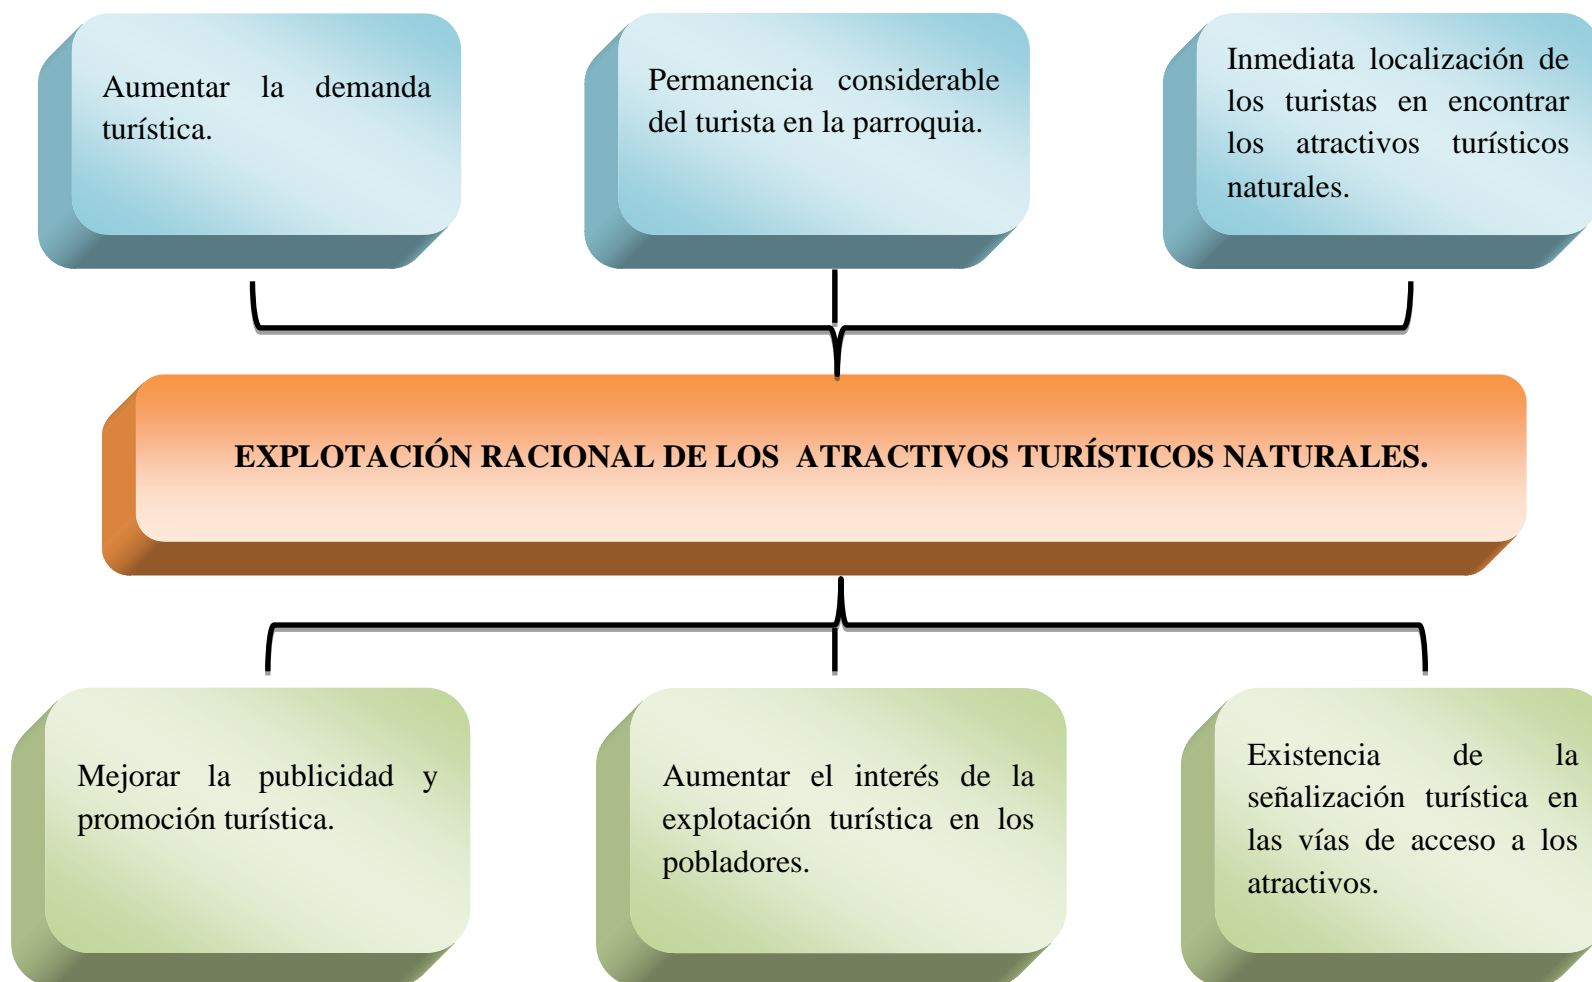 Aumentar la demanda
turística.
Permanencia considerable
del turista en la parroquia.
Inmediata localización de
los turistas en encontrar
los atractivos turísticos
naturales.
EXPLOTACIÓN RACIONAL DE LOS  ATRACTIVOS TURÍSTICOS NATURALES.
Mejorar la publicidad y
promoción turística.
Aumentar el interés de la
explotación turística en los
pobladores.
Existencia de la
señalización turística en
las vías de acceso a los
atractivos.